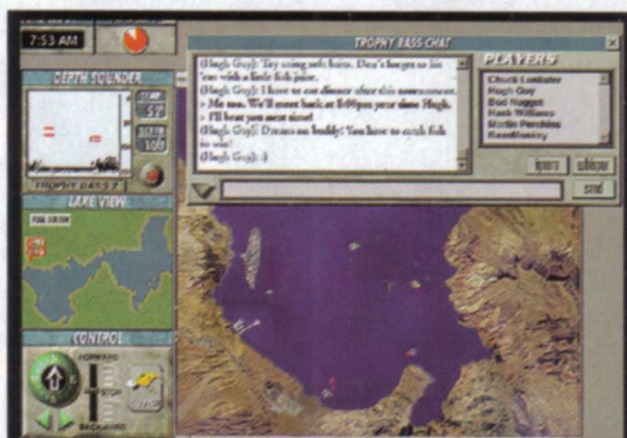 7:53 AM
TROPHY BASS CHAT
(Hugh Guy): Try using soft baits. Don't forget to
'em with a little fish juice.
(Hugh Guy): I have to eat dinner after this tournament.
> Me too. We'll meet back at 8:00pm your time Hugh.
> I'll beat you next time!
(Hugh Guy): Dream on buddy! You have to catch fish
to win!
(Hugh Guy): :)
PLAYERS
Chuck
Hugh Guy
Bud Nugget
Hank Williams
Martin Perchins
BassMonkey
ignore
whisper
send
DEPTH SOUNDER
TEMP
DEPTH
TROPHY BASS 2
LAKE VIEW
CONTROL
FORWARD
STOP
BACKWARD